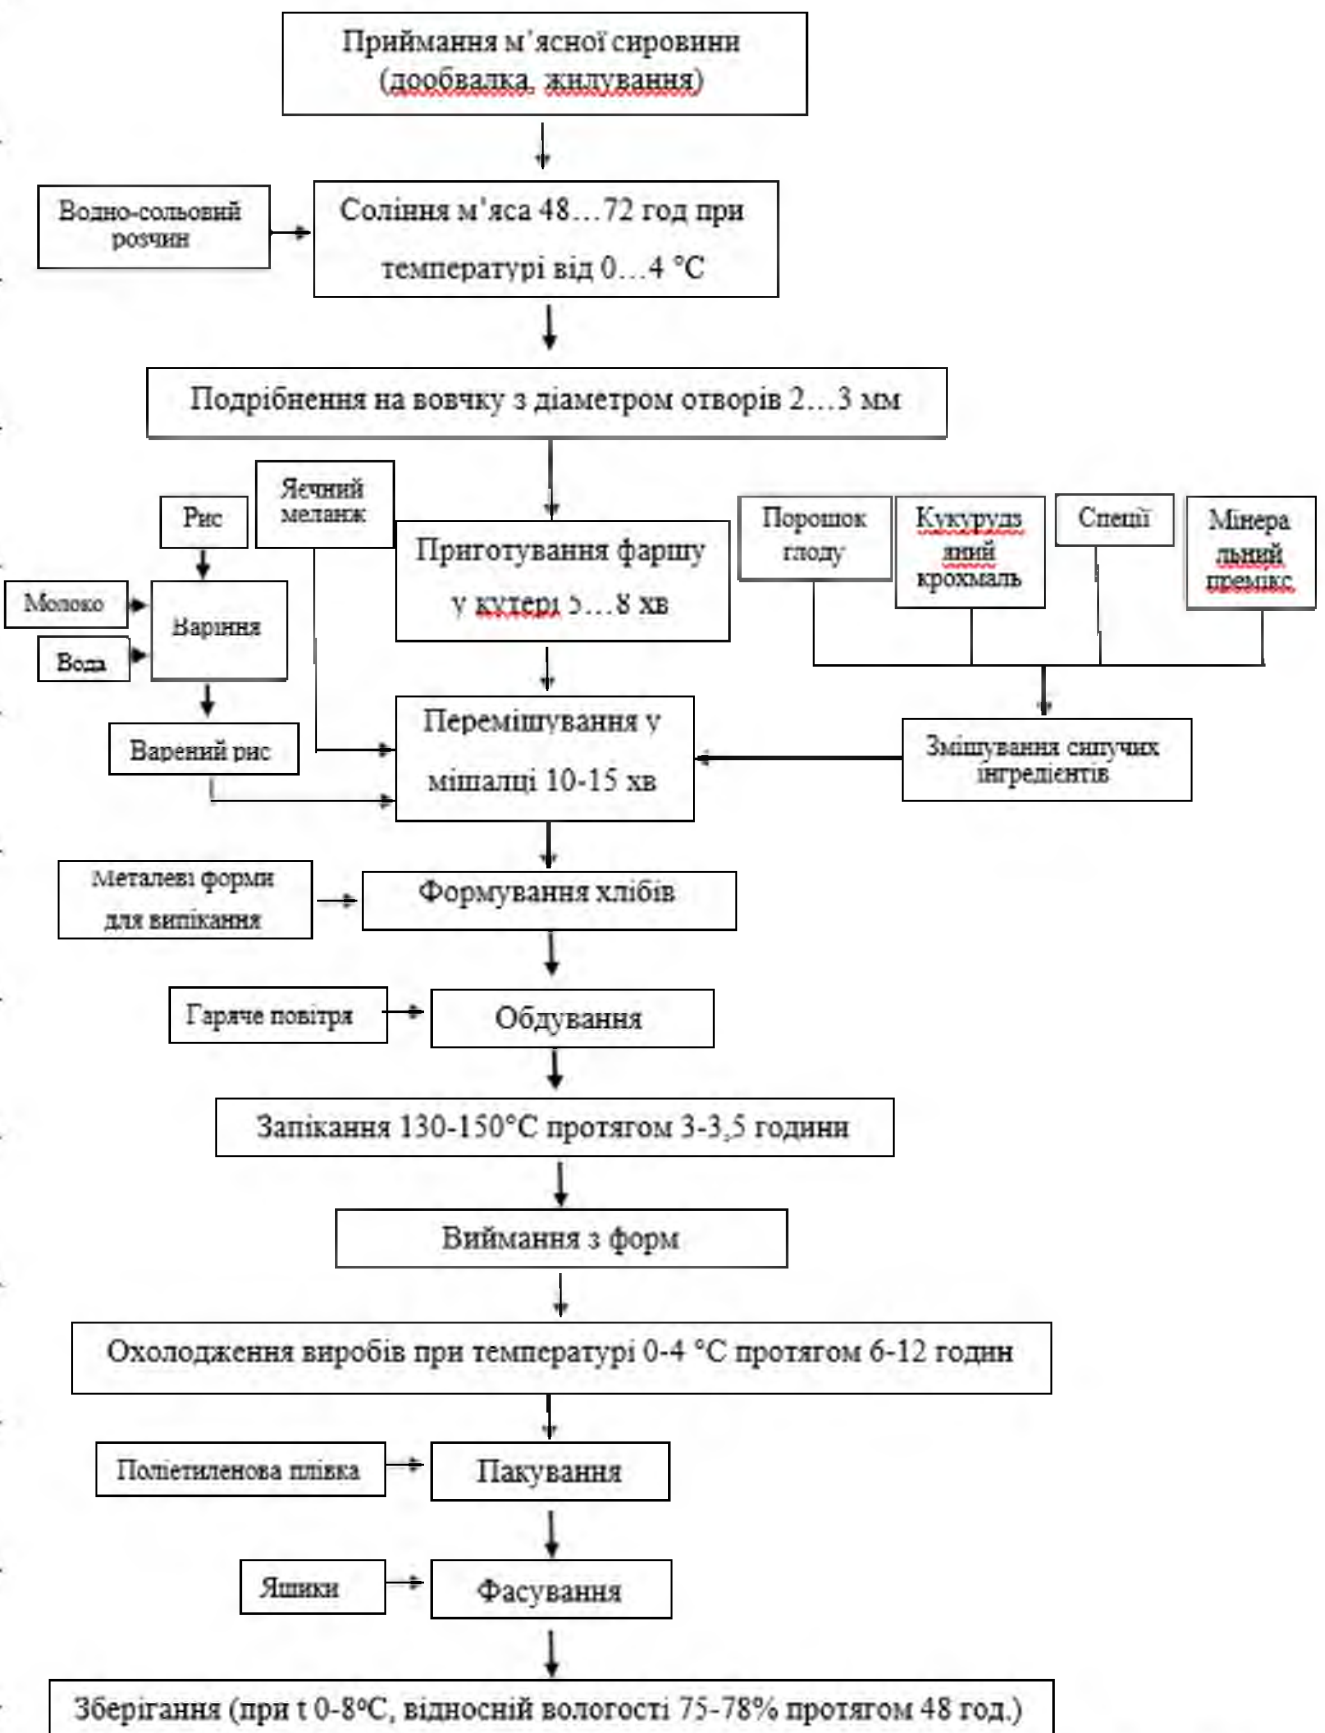 Приймання м’ясної сировини
(дообвалка, жилування)
Водно-сольовий
розчин
Соління м’яса 48…72 год при
температурі від 0…4 °C
Подрібнення на вовчку з діаметром отворів 2…3 мм
Рис
Яєчний
меланж
Приготування фаршу
у кутері 5…8 хв
Порошок
глоду
Кукурудз
яний
крохмаль
Спеції
Мінера
льний
премікс
Молоко
Вода
Варіння
Варений рис
Перемішування у
мішалці 10-15 хв
Змішування сипучих
інгредієнтів
Металеві форми
для випікання
Формування хлібів
Гаряче повітря
Обдування
Запікання 130-150°C протягом 3-3,5 години
Виймання з форм
Охолодження виробів при температурі 0-4 °C протягом 6-12 годин
Поліетиленова плівка
Пакування
Ящики
Фасування
Зберігання (при t 0-8ºC, відносній вологості 75-78% протягом 48 год.)